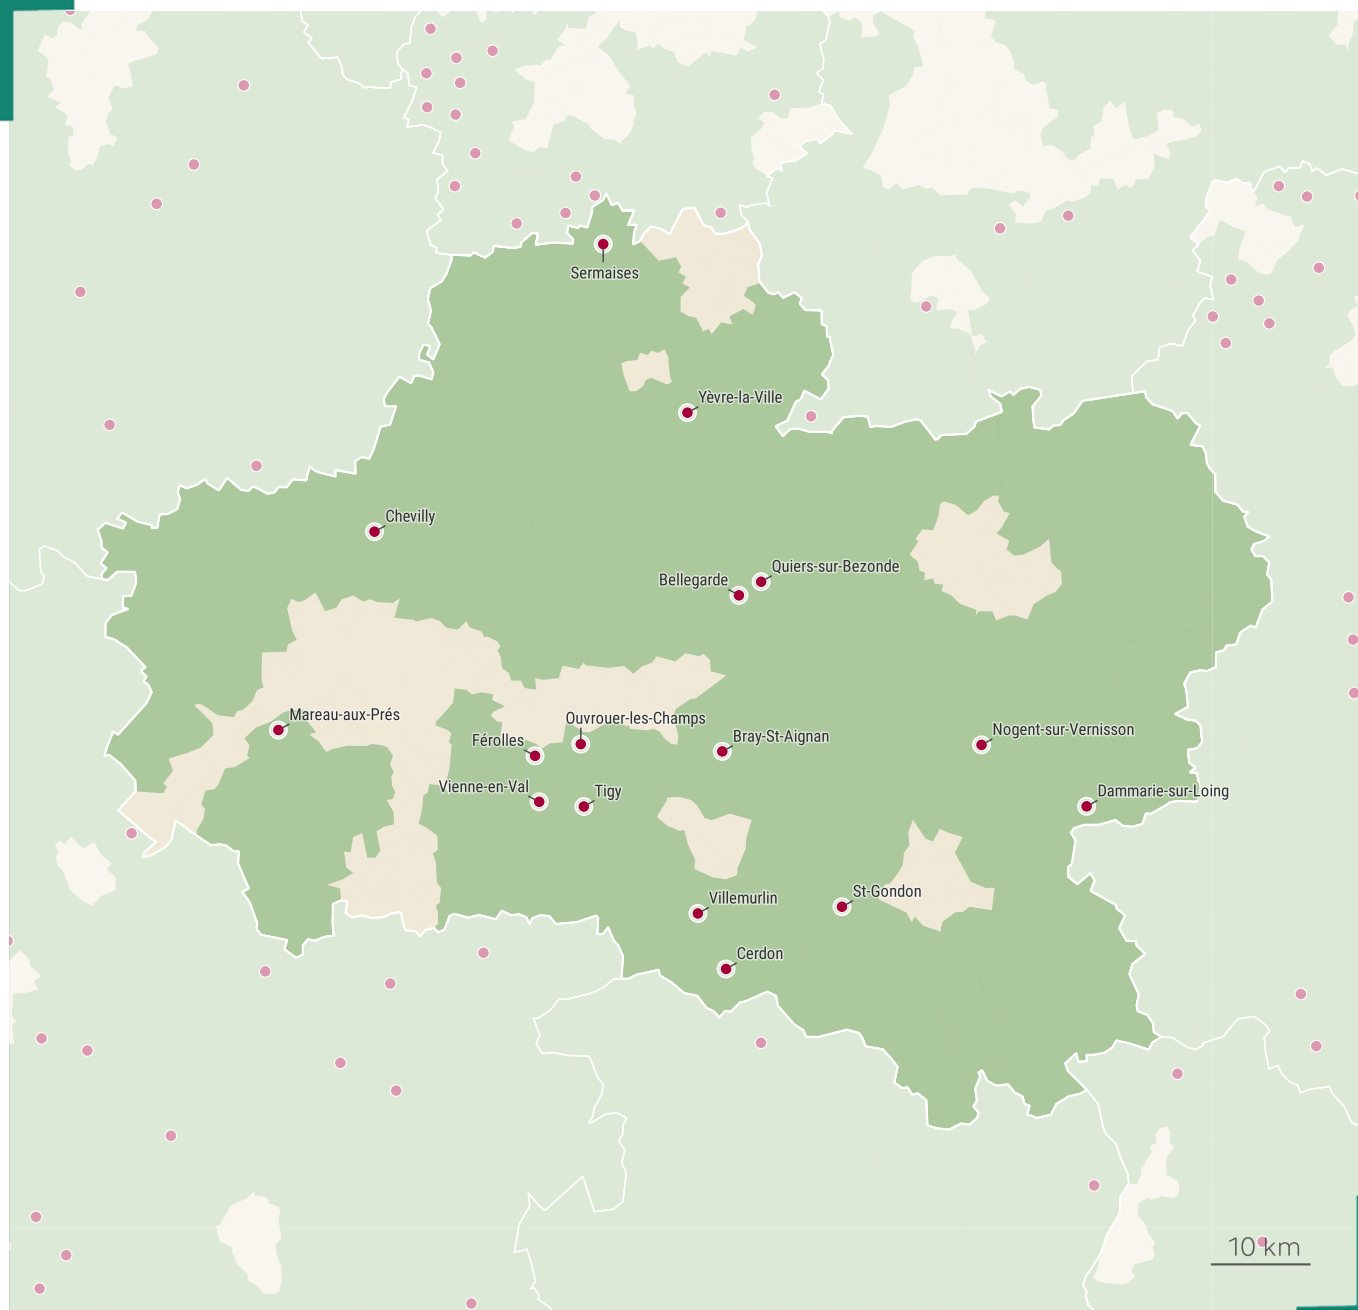 Sermaises
Yèvre-la-Ville
Chevilly
Quiers-sur-Bezonde
Bellegarde
Mareau-aux-Prés
Ouvrouer-les-Champs
Férolles
Bray-St-Aignan
Nogent-sur-Vernisson
Vienne-en-Val
Tigy
Dammarie-sur-Loing
St-Gondon
Villemurlin
Cerdon
10 km